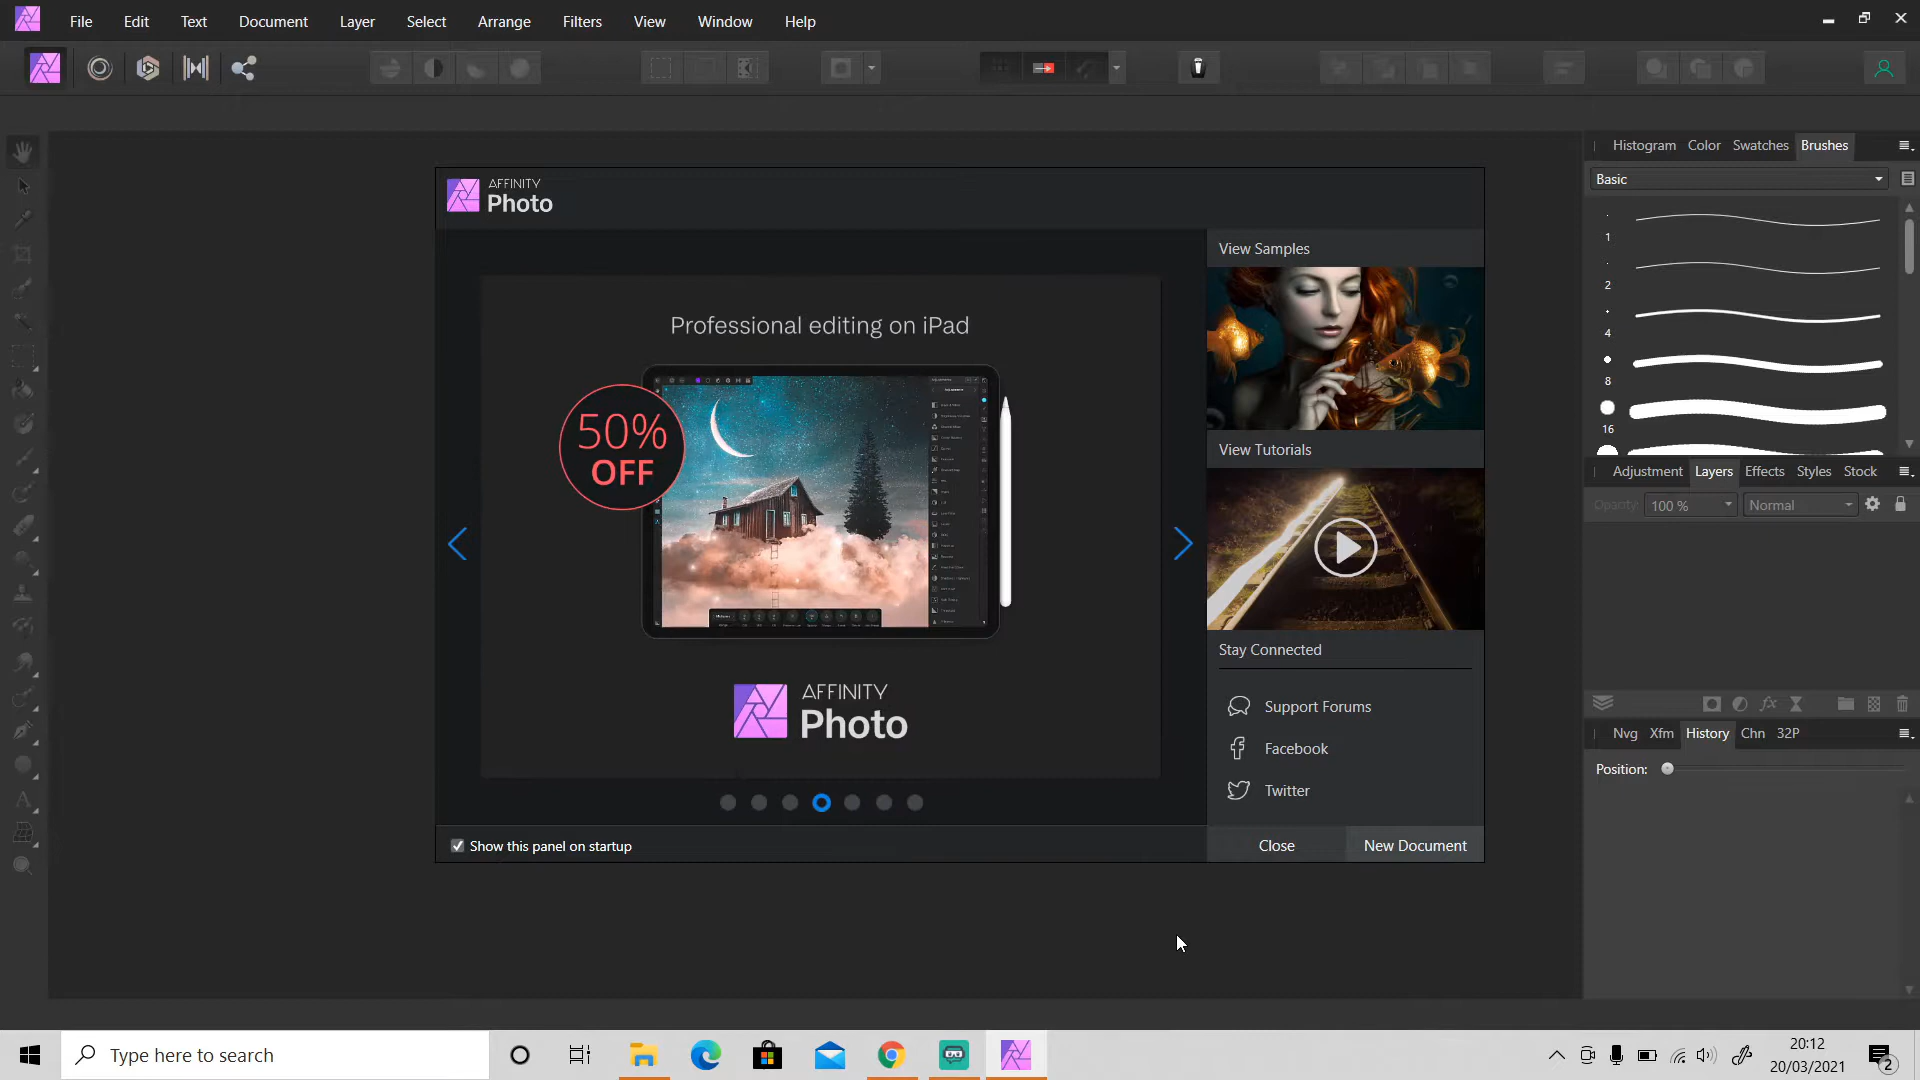 File Edit Text Document Layer Select Arrange Filters View Window Help
AFFINITY
Photo
Professional editing on iPad
50%
OFF
AFFINITY
Photo
Show this panel on startup
View Samples
View Tutorials
Stay Connected
Support Forums
Facebook
Twitter
Close New Document
Histogram Color Swatches Brushes
Basic
1
2
4
8
16
Adjustment Layers Effects Styles Stock
Opacity: 100 % Normal
Nvg Xfm History Chn 32P
Position:
Type here to search
20:12
20/03/2021
2